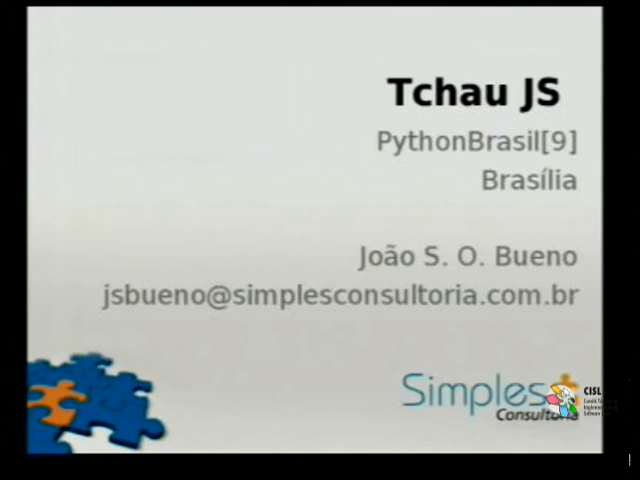 Tchau JS
PythonBrasil[9]
Brasília
João S. O. Bueno
jsbueno@simplesconsultoria.com.br
Simples
Consultoria
CISL